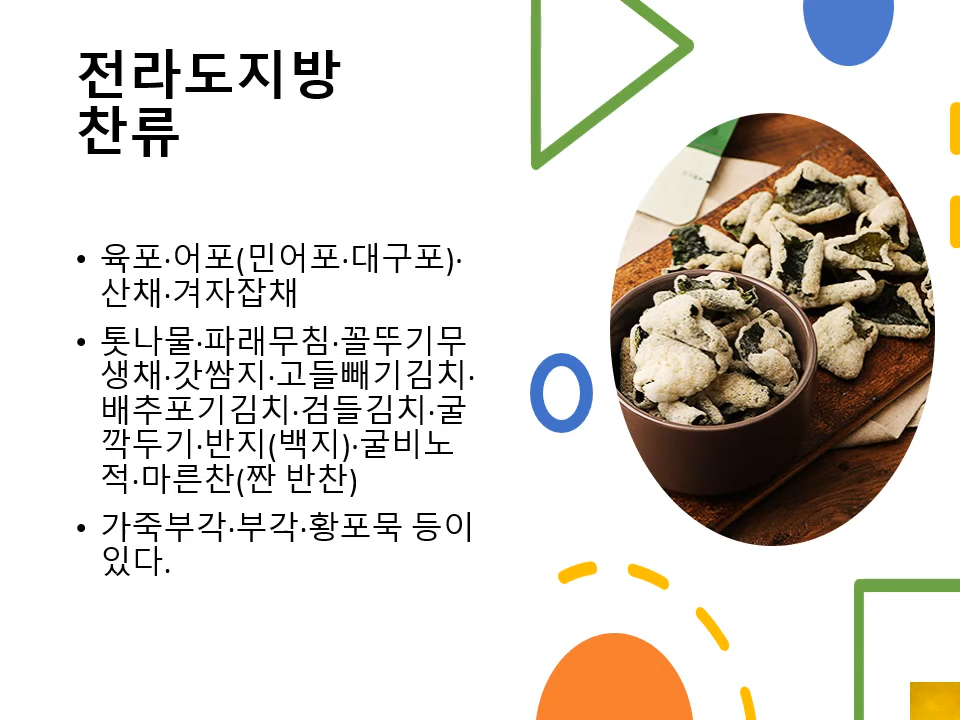 전라도지방
찬류
• 육포·어포(민어포·대구포)·
산채·겨자잡채
• 톳나물·파래무침·꼴뚜기무
생채·갓쌈지·고들빼기김치·
배추포기김치·검들김치·굴
깍두기·반지(백지)·굴비노
적·마른찬(짠 반찬)
• 가죽부각·부각·황포묵 등이
있다.